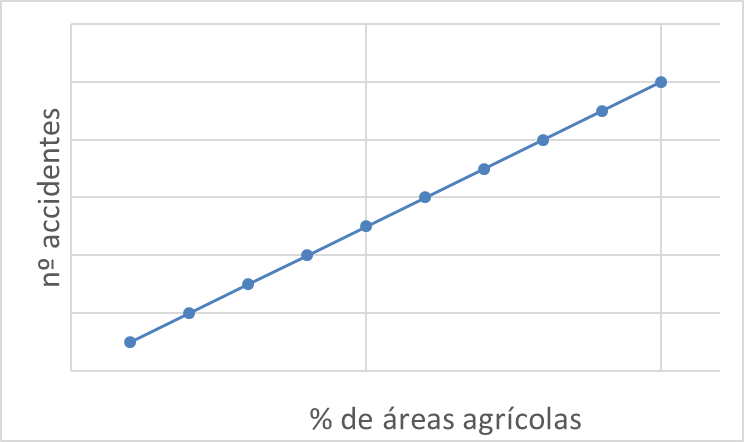 nº accidentes
% de áreas agrícolas